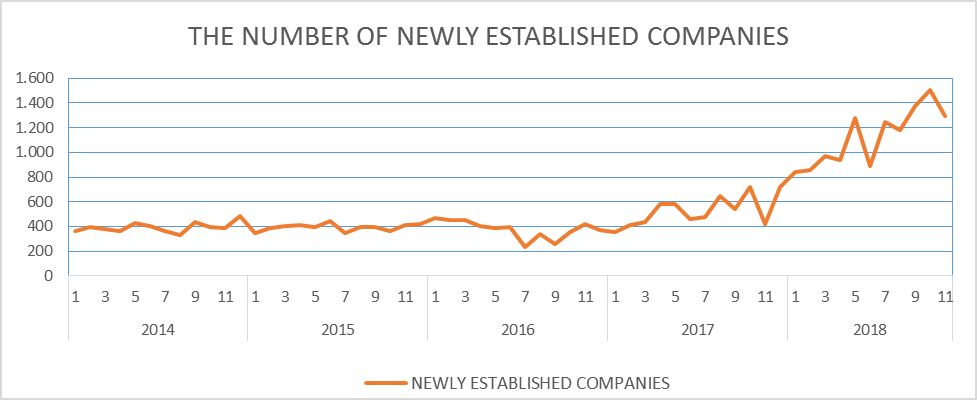 THE NUMBER OF NEWLY ESTABLISHED COMPANIES
1.600
1.400
1.200
1.000
800
600
400
200
0
1 3 5 7 9 11 1 3 5 7 9 11 1 3 5 7 9 11 1 3 5 7 9 11 1 3 5 7 9 11
2014 2015 2016 2017 2018
NEWLY ESTABLISHED COMPANIES